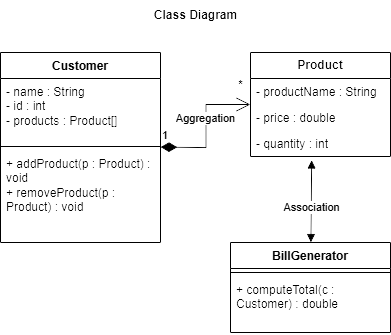 Class Diagram
Customer
- name : String
- id : int
- products : Product[]
+ addProduct(p : Product) :
void
+ removeProduct(p :
Product) : void
1
Aggregation
*
Product
- productName : String
- price : double
- quantity : int
Association
BillGenerator
+ computeTotal(c :
Customer) : double